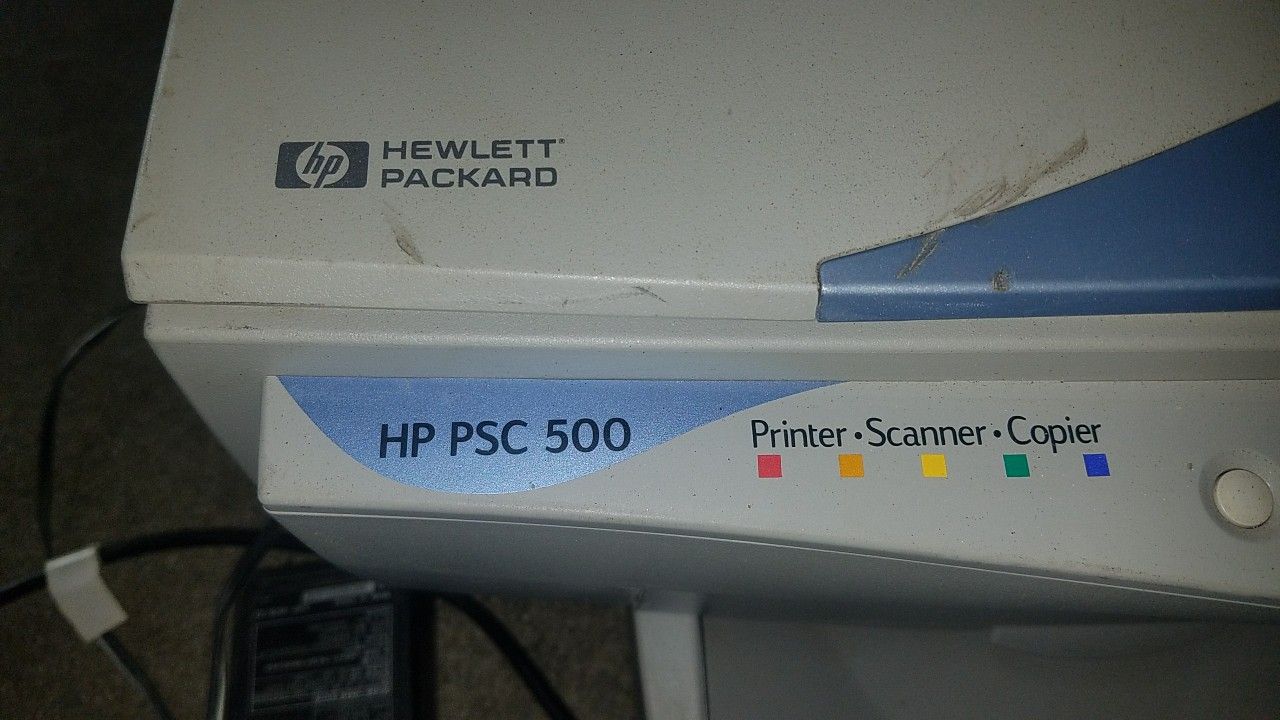 hp HEWLETT®
PACKARD
HP PSC 500
Printer • Scanner • Copier